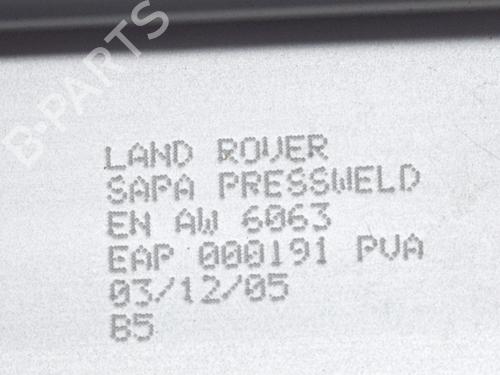 B-PARTS
LAND ROVER
SAPA PRESSWELD
EN AW 6063
EAP 000191 PVA
03/12/05
B5